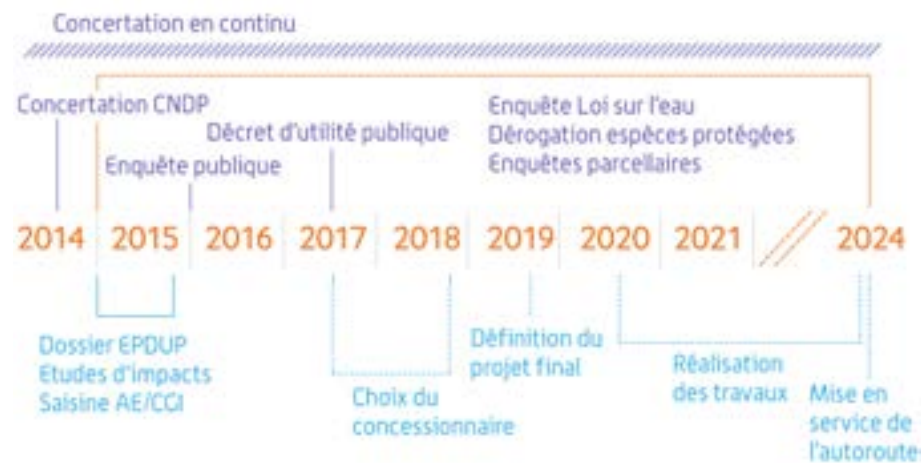 Concertation en continu
Concertation CNDP
Décret d'utilité publique
Enquête publique
Enquête Loi sur l'eau
Dérogation espèces protégées
Enquêtes parcellaires
2014 2015 2016 2017 2018 2019 2020 2021 2024
Dossier EPDUP
Etudes d'impacts
Saisine AE/CGI
Choix du
concessionnaire
Définition du
projet final
Réalisation
des travaux
Mise en
service de
l'autoroute